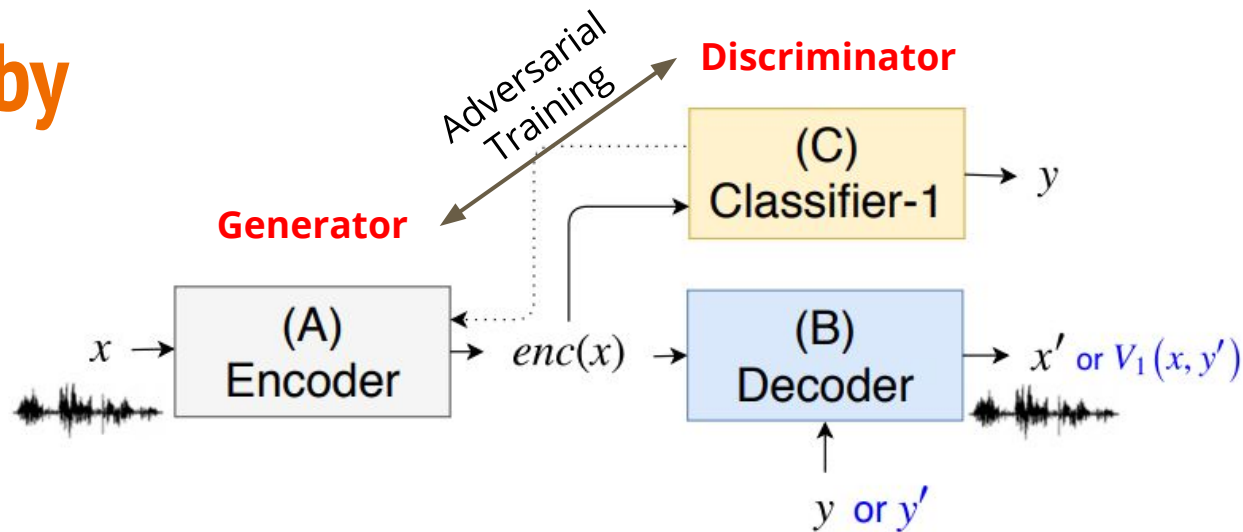 by
Adversarial
Training
Discriminator
(C)
Classifier-1
y
Generator
(A)
Encoder
x
enc(x)
(B)
Decoder
x′ or V₁(x, y′)
y or y′